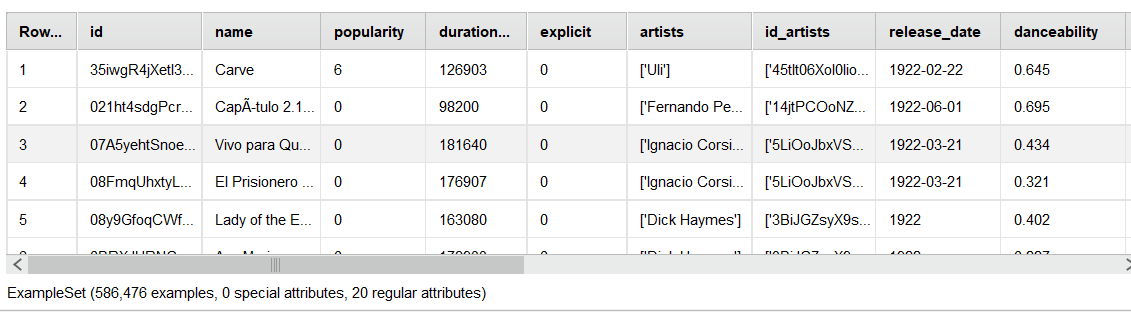 Row... id name popularity duration... explicit artists id_artists release_date danceability
1 35iwgR4jXetI3... Carve 6 126903 0 ['Uli'] ['45tIt06XoI0Iio... 1922-02-22 0.645
2 021ht4sdgPcr... CapÃ­tulo 2.1... 0 98200 0 ['Fernando Pe... ['14jtPCOoNZ... 1922-06-01 0.695
3 07A5yehtSnoe... Vivo para Qu... 0 181640 0 ['Ignacio Corsi... ['5LiOoJbxVS... 1922-03-21 0.434
4 08FmqUhxtyL... El Prisionero ... 0 176907 0 ['Ignacio Corsi... ['5LiOoJbxVS... 1922-03-21 0.321
5 08y9GfoqCWf... Lady of the E... 0 163080 0 ['Dick Haymes'] ['3BiJGZsyX9s... 1922 0.402
ExampleSet (586,476 examples, 0 special attributes, 20 regular attributes)